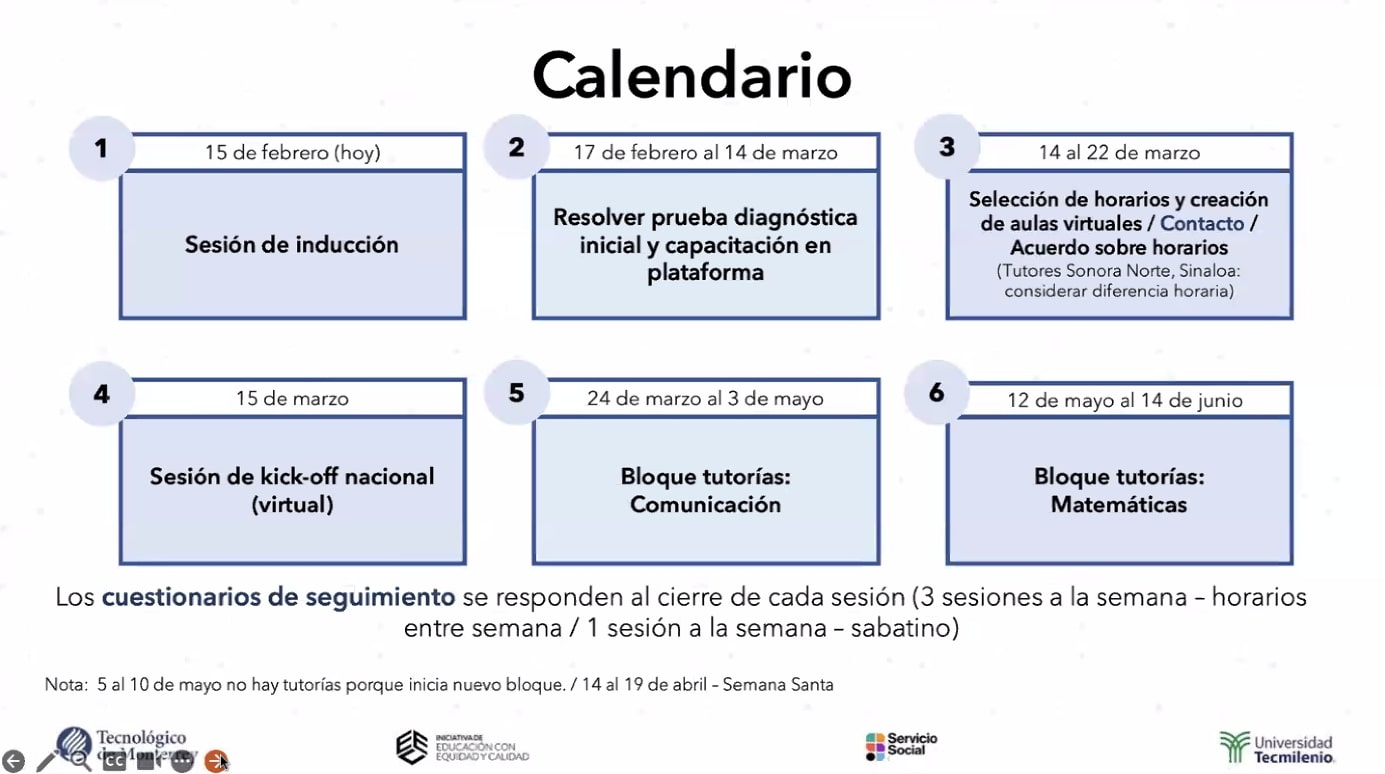 Calendario
1
15 de febrero (hoy)
Sesión de inducción
2
17 de febrero al 14 de marzo
Resolver prueba diagnóstica
inicial y capacitación en
plataforma
3
14 al 22 de marzo
Selección de horarios y creación
de aulas virtuales / Contacto /
Acuerdo sobre horarios
(Tutores Sonora Norte, Sinaloa:
considerar diferencia horaria)
4
15 de marzo
Sesión de kick-off nacional
(virtual)
5
24 de marzo al 3 de mayo
Bloque tutorías:
Comunicación
6
12 de mayo al 14 de junio
Bloque tutorías:
Matemáticas
Los cuestionarios de seguimiento se responden al cierre de cada sesión (3 sesiones a la semana – horarios
entre semana / 1 sesión a la semana – sabatino)
Nota: 5 al 10 de mayo no hay tutorías porque inicia nuevo bloque. / 14 al 19 de abril – Semana Santa
Tecnológico
de Monterrey
INICIATIVA DE
EDUCACIÓN CON
EQUIDAD Y CALIDAD
Servicio
Social
Universidad
Tecmilenio
CC